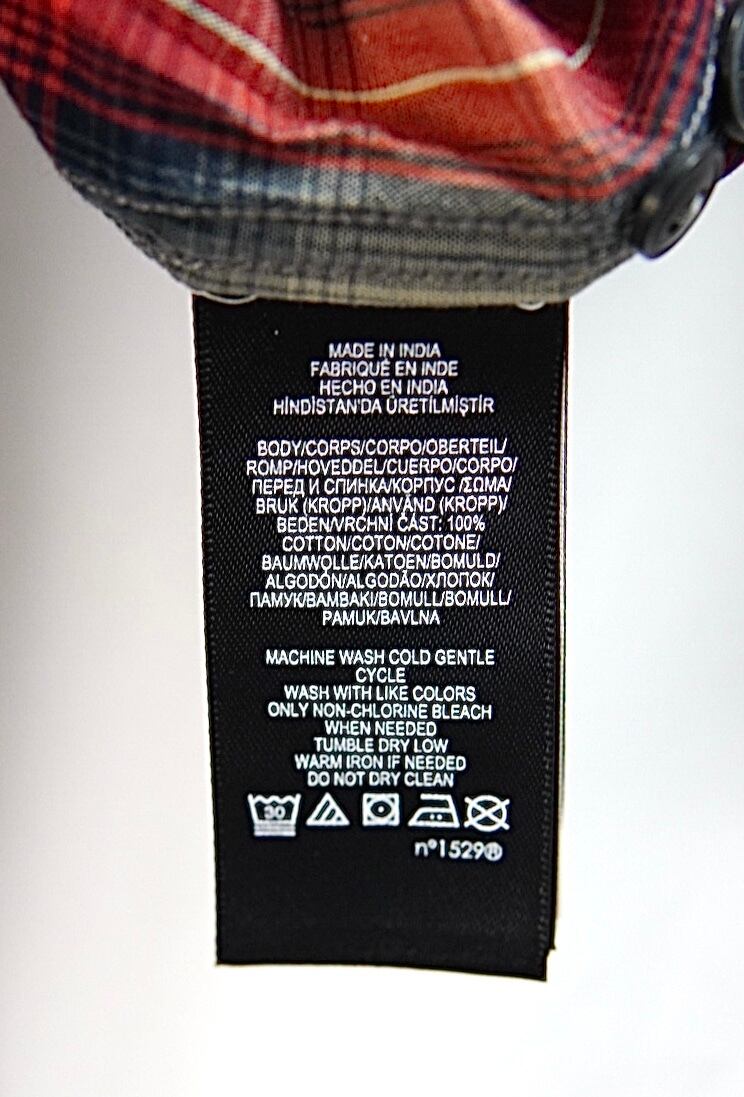 MADE IN INDIA
FABRIQUÉ EN INDE
HECHO EN INDIA
HİNDİSTAN'DA ÜRETİLMİŞTİR
BODY/CORPS/CORPO/OBERTEIL/
ROMP/HOVEDDEL/CUERPO/CORPO/
ПЕРЕД И СПИНКА/КОРПУС /ΣΩΜΑ/
BRUK (KROPP)/ANVÄND (KROPP)/
BEDEN/VRCHNÍ ČÁST: 100%
COTTON/COTON/COTONE/
BAUMWOLLE/KATOEN/BOMULD/
ALGODÓN/ALGODÃO/ХЛОПОК/
ПАМУК/ΒΑΜΒΑΚΙ/BOMULL/BOMULL/
PAMUK/BAVLNA
MACHINE WASH COLD GENTLE
CYCLE
WASH WITH LIKE COLORS
ONLY NON-CHLORINE BLEACH
WHEN NEEDED
TUMBLE DRY LOW
WARM IRON IF NEEDED
DO NOT DRY CLEAN
30
nº1529®